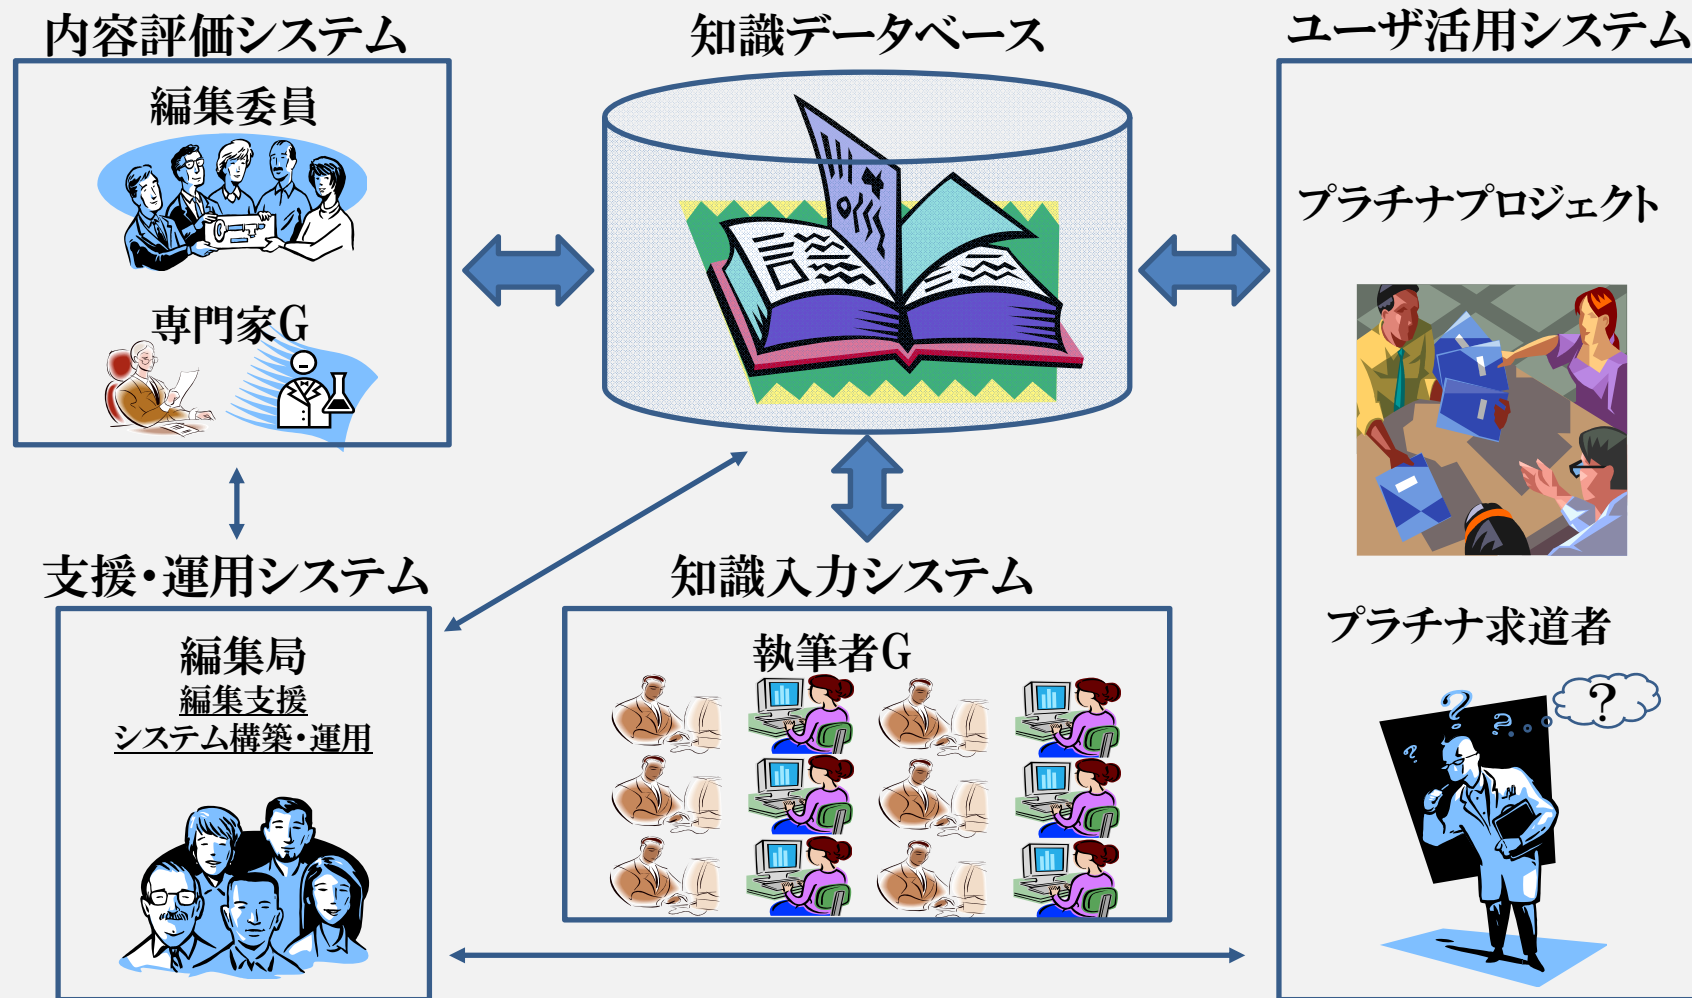 内容評価システム
編集委員
専門家G
知識データベース
ユーザ活用システム
プラチナプロジェクト
プラチナ求道者
?
?
?
?
支援・運用システム
編集局
編集支援
システム構築・運用
知識入力システム
執筆者G